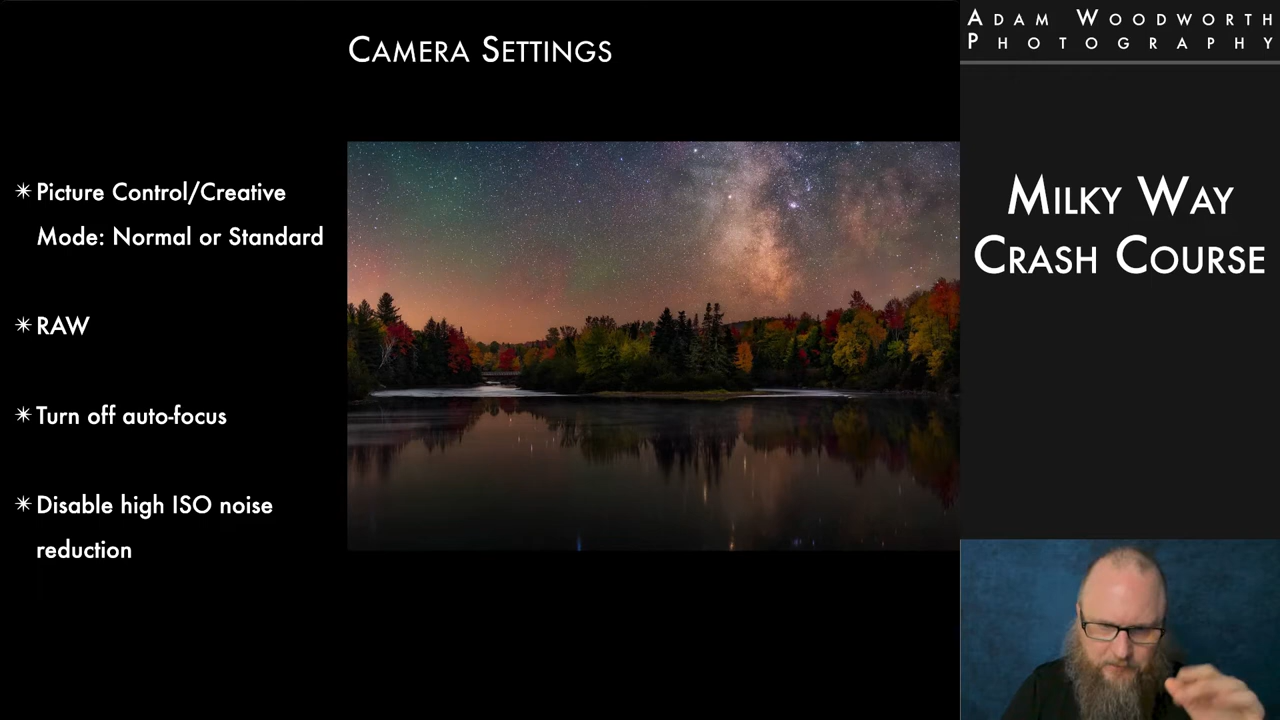 CAMERA SETTINGS
✴ Picture Control/Creative
Mode: Normal or Standard
✴ RAW
✴ Turn off auto-focus
✴ Disable high ISO noise
reduction
ADAM WOODWORTH
PHOTOGRAPHY
MILKY WAY
CRASH COURSE